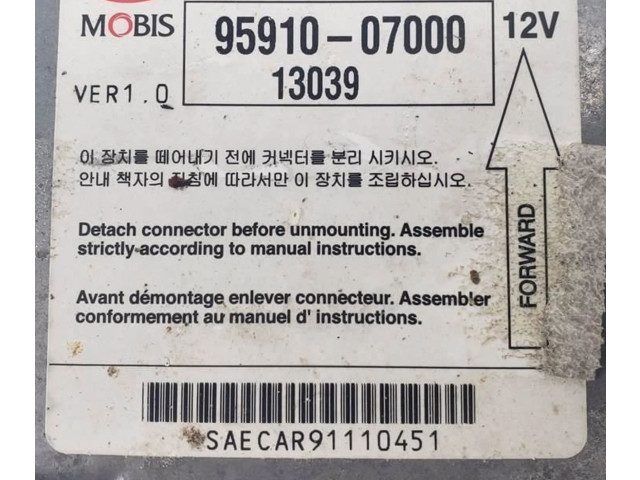 MOBIS
95910-07000
12V
13039
VER1.0
이 장치를 떼어내기 전에 커넥터를 분리 시키시오.
안내 책자의 지침에 따라서만 이 장치를 조립하십시오.
Detach connector before unmounting. Assemble
strictly according to manual instructions.
FORWARD
Avant démontage enlever connecteur. Assembler
conformement au manuel d' instructions.
SAECAR91110451